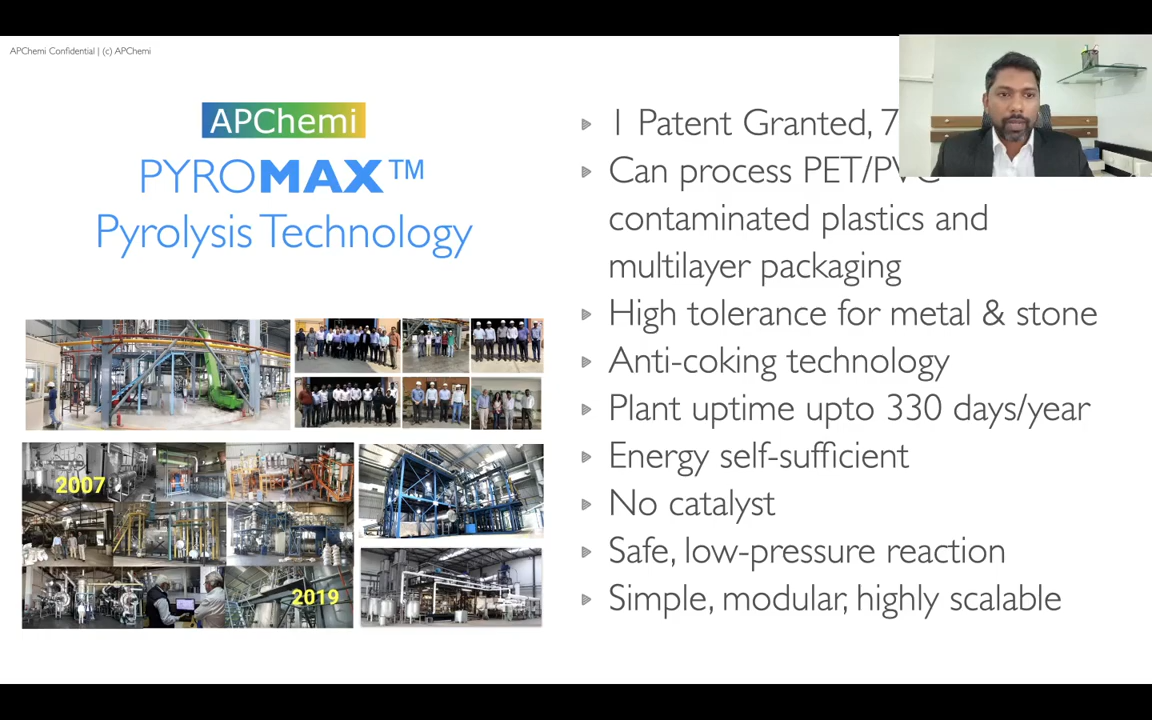 APChemi Confidential | (c) APChemi
APChemi
PYROMAX™
Pyrolysis Technology
2007
2019
1 Patent Granted, 7
Can process PET/PVC
contaminated plastics and
multilayer packaging
High tolerance for metal & stone
Anti-coking technology
Plant uptime upto 330 days/year
Energy self-sufficient
No catalyst
Safe, low-pressure reaction
Simple, modular, highly scalable